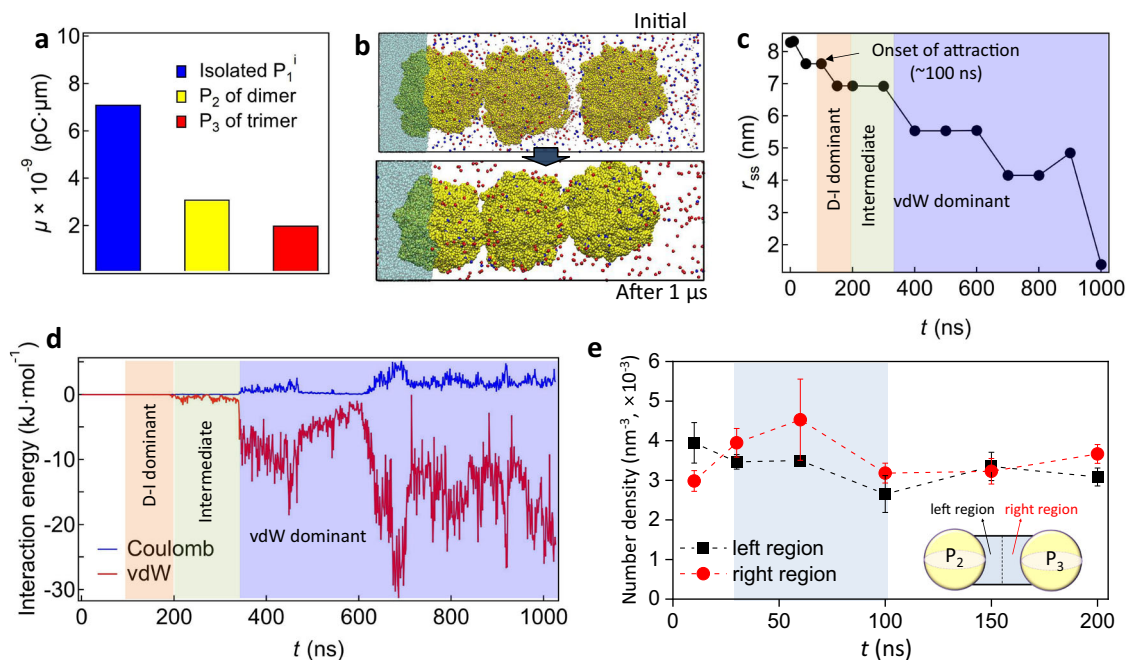 a
10
8
6
4
2
μ × 10⁻⁹ (pC·μm)
Isolated P₁ⁱ
P₂ of dimer
P₃ of trimer
b
Initial
After 1 μs
c
8
7
6
5
4
3
2
r_ss (nm)
Onset of attraction
(~100 ns)
D-I dominant
Intermediate
vdW dominant
0
200
400
600
800
1000
t (ns)
d
0
-10
-20
-30
Interaction energy (kJ·mol⁻¹)
D-I dominant
Intermediate
vdW dominant
Coulomb
vdW
0
200
400
600
800
1000
t (ns)
e
6
5
4
3
2
1
0
Number density (nm⁻³, ×10⁻³)
left region
right region
left region
right region
P₂
P₃
0
50
100
150
200
t (ns)